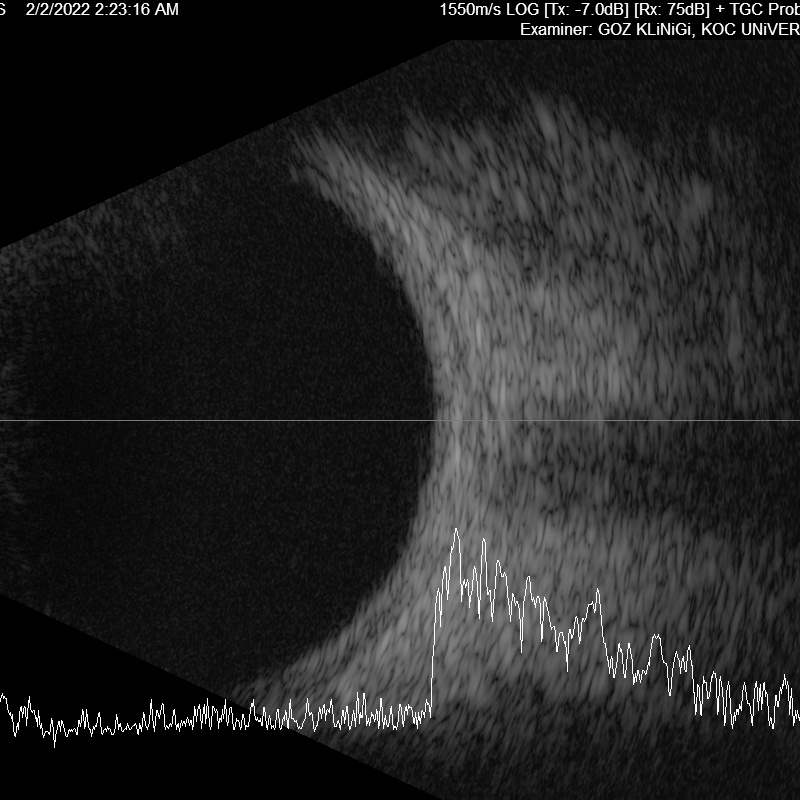 S 2/2/2022 2:23:16 AM 1550m/s LOG [Tx: -7.0dB] [Rx: 75dB] + TGC
Examiner: GOZ KLiNiGi, KOC